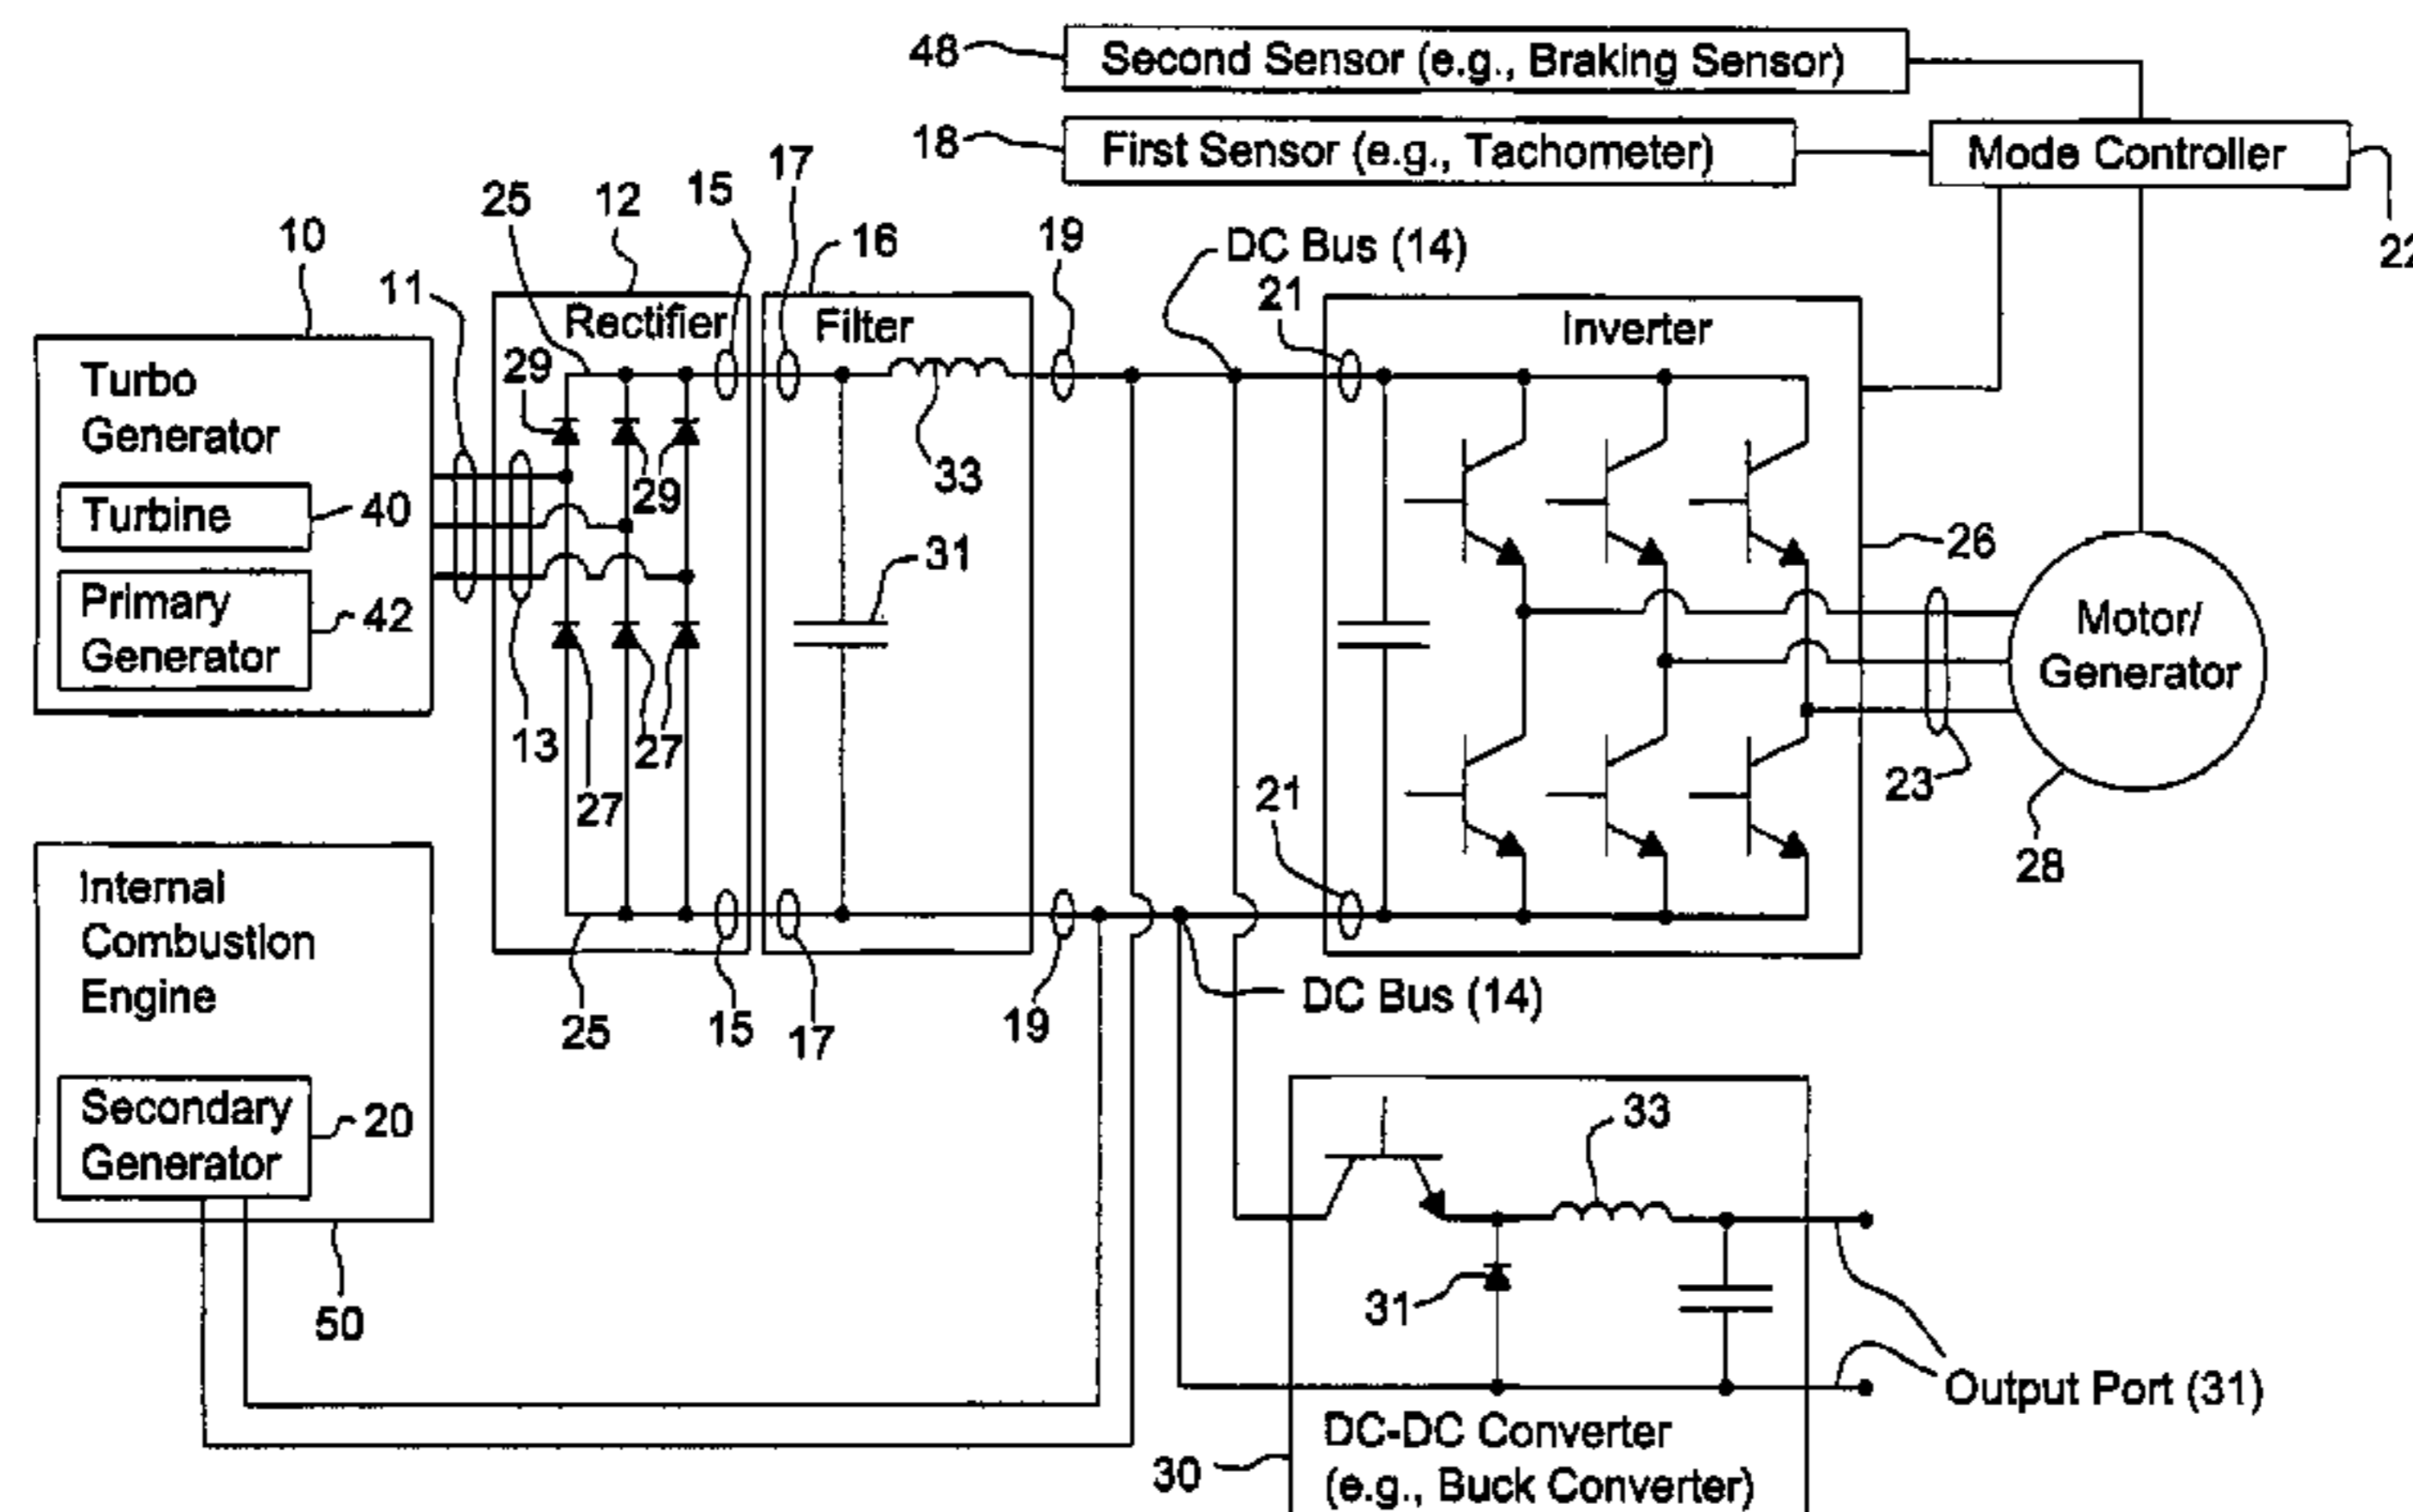 48
Second Sensor (e.g., Braking Sensor)
18
First Sensor (e.g., Tachometer)
Mode Controller
22
10
11
25
12
15
17
16
19
DC Bus (14)
21
Turbo
Generator
Turbine
40
Primary
Generator
42
Rectifier
29
29
13
27
27
25
15
Filter
33
31
17
19
Inverter
26
23
Motor/
Generator
28
21
DC Bus (14)
Internal
Combustion
Engine
Secondary
Generator
20
50
33
31
Output Port (31)
DC-DC Converter
(e.g., Buck Converter)
30